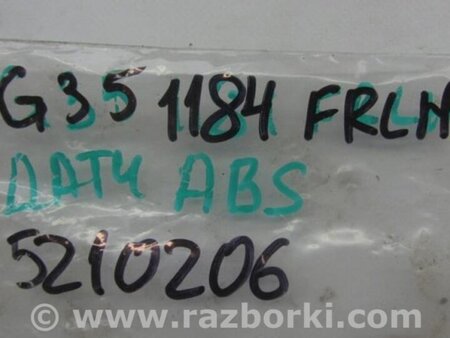 G35 1184 FRLH
ДАТЧ ABS
5210206
www.razborki.com